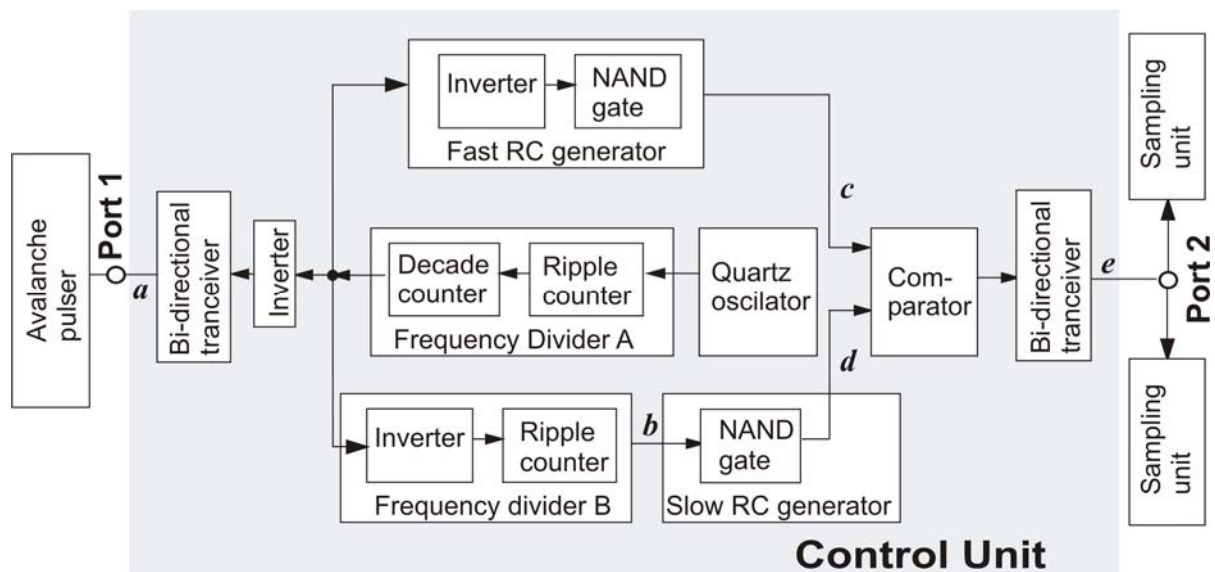 Avalanche
pulser
Port 1
a
Bi-directional
tranceiver
Inverter
Inverter
NAND
gate
Fast RC generator
c
Decade
counter
Ripple
counter
Frequency Divider A
Quartz
oscilator
Com-
parator
d
Inverter
Ripple
counter
Frequency divider B
b
NAND
gate
Slow RC generator
Bi-directional
tranceiver
e
Port 2
Sampling
unit
Sampling
unit
Control Unit